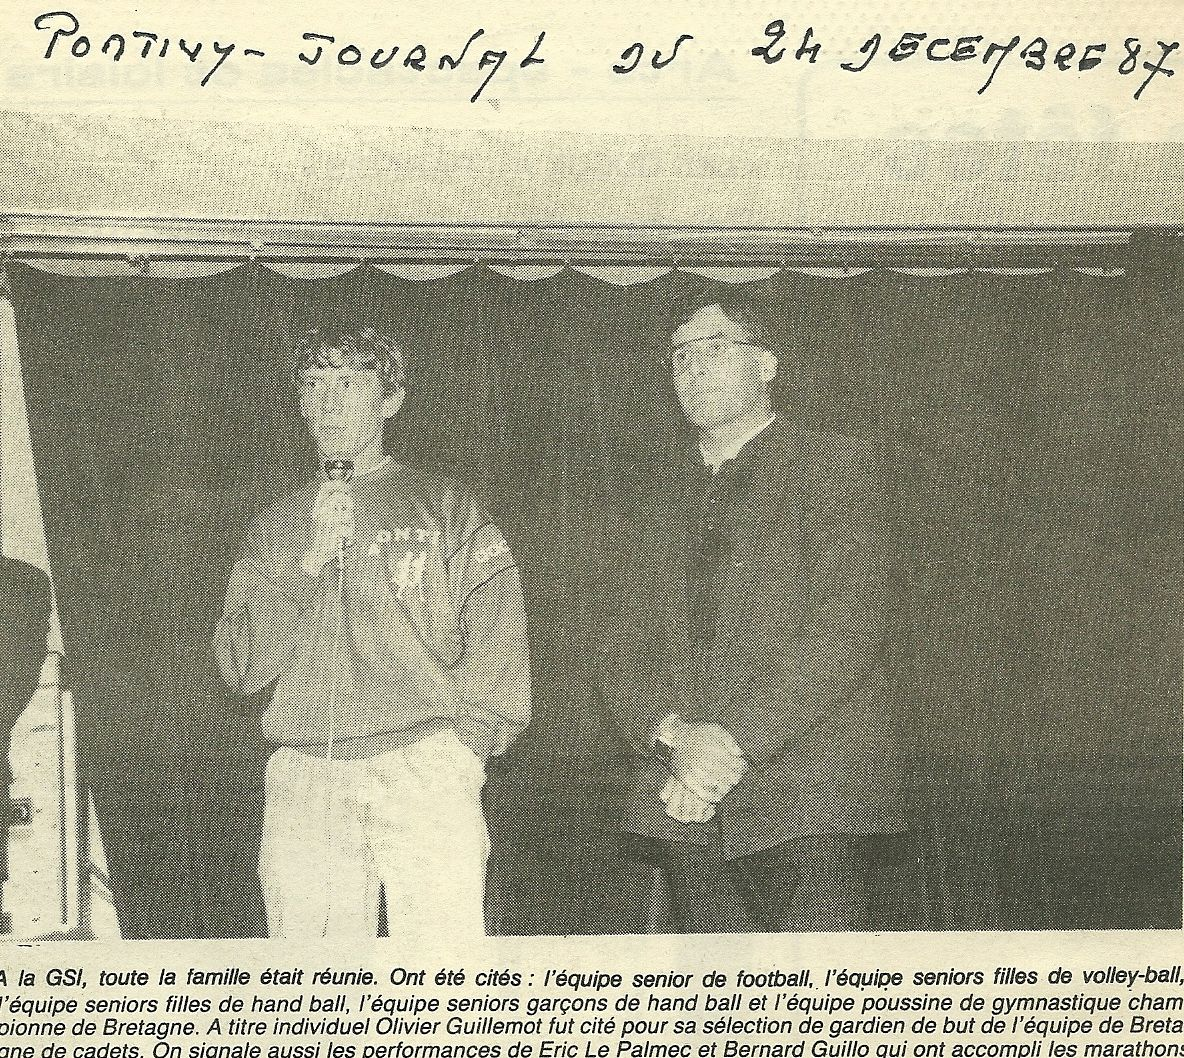 PONTIVY - JOURNAL DU 24 DECEMBRE 87
PONTI
A la GSI, toute la famille était réunie. Ont été cités : l'équipe senior de football, l'équipe seniors filles de volley-ball,
l'équipe seniors filles de hand ball, l'équipe seniors garçons de hand ball et l'équipe poussine de gymnastique cham
pionne de Bretagne. A titre individuel Olivier Guillemot fut cité pour sa sélection de gardien de but de l'équipe de Breta
gne de cadets. On signale aussi les performances de Eric Le Palmec et Bernard Guillo qui ont accompli les marathons